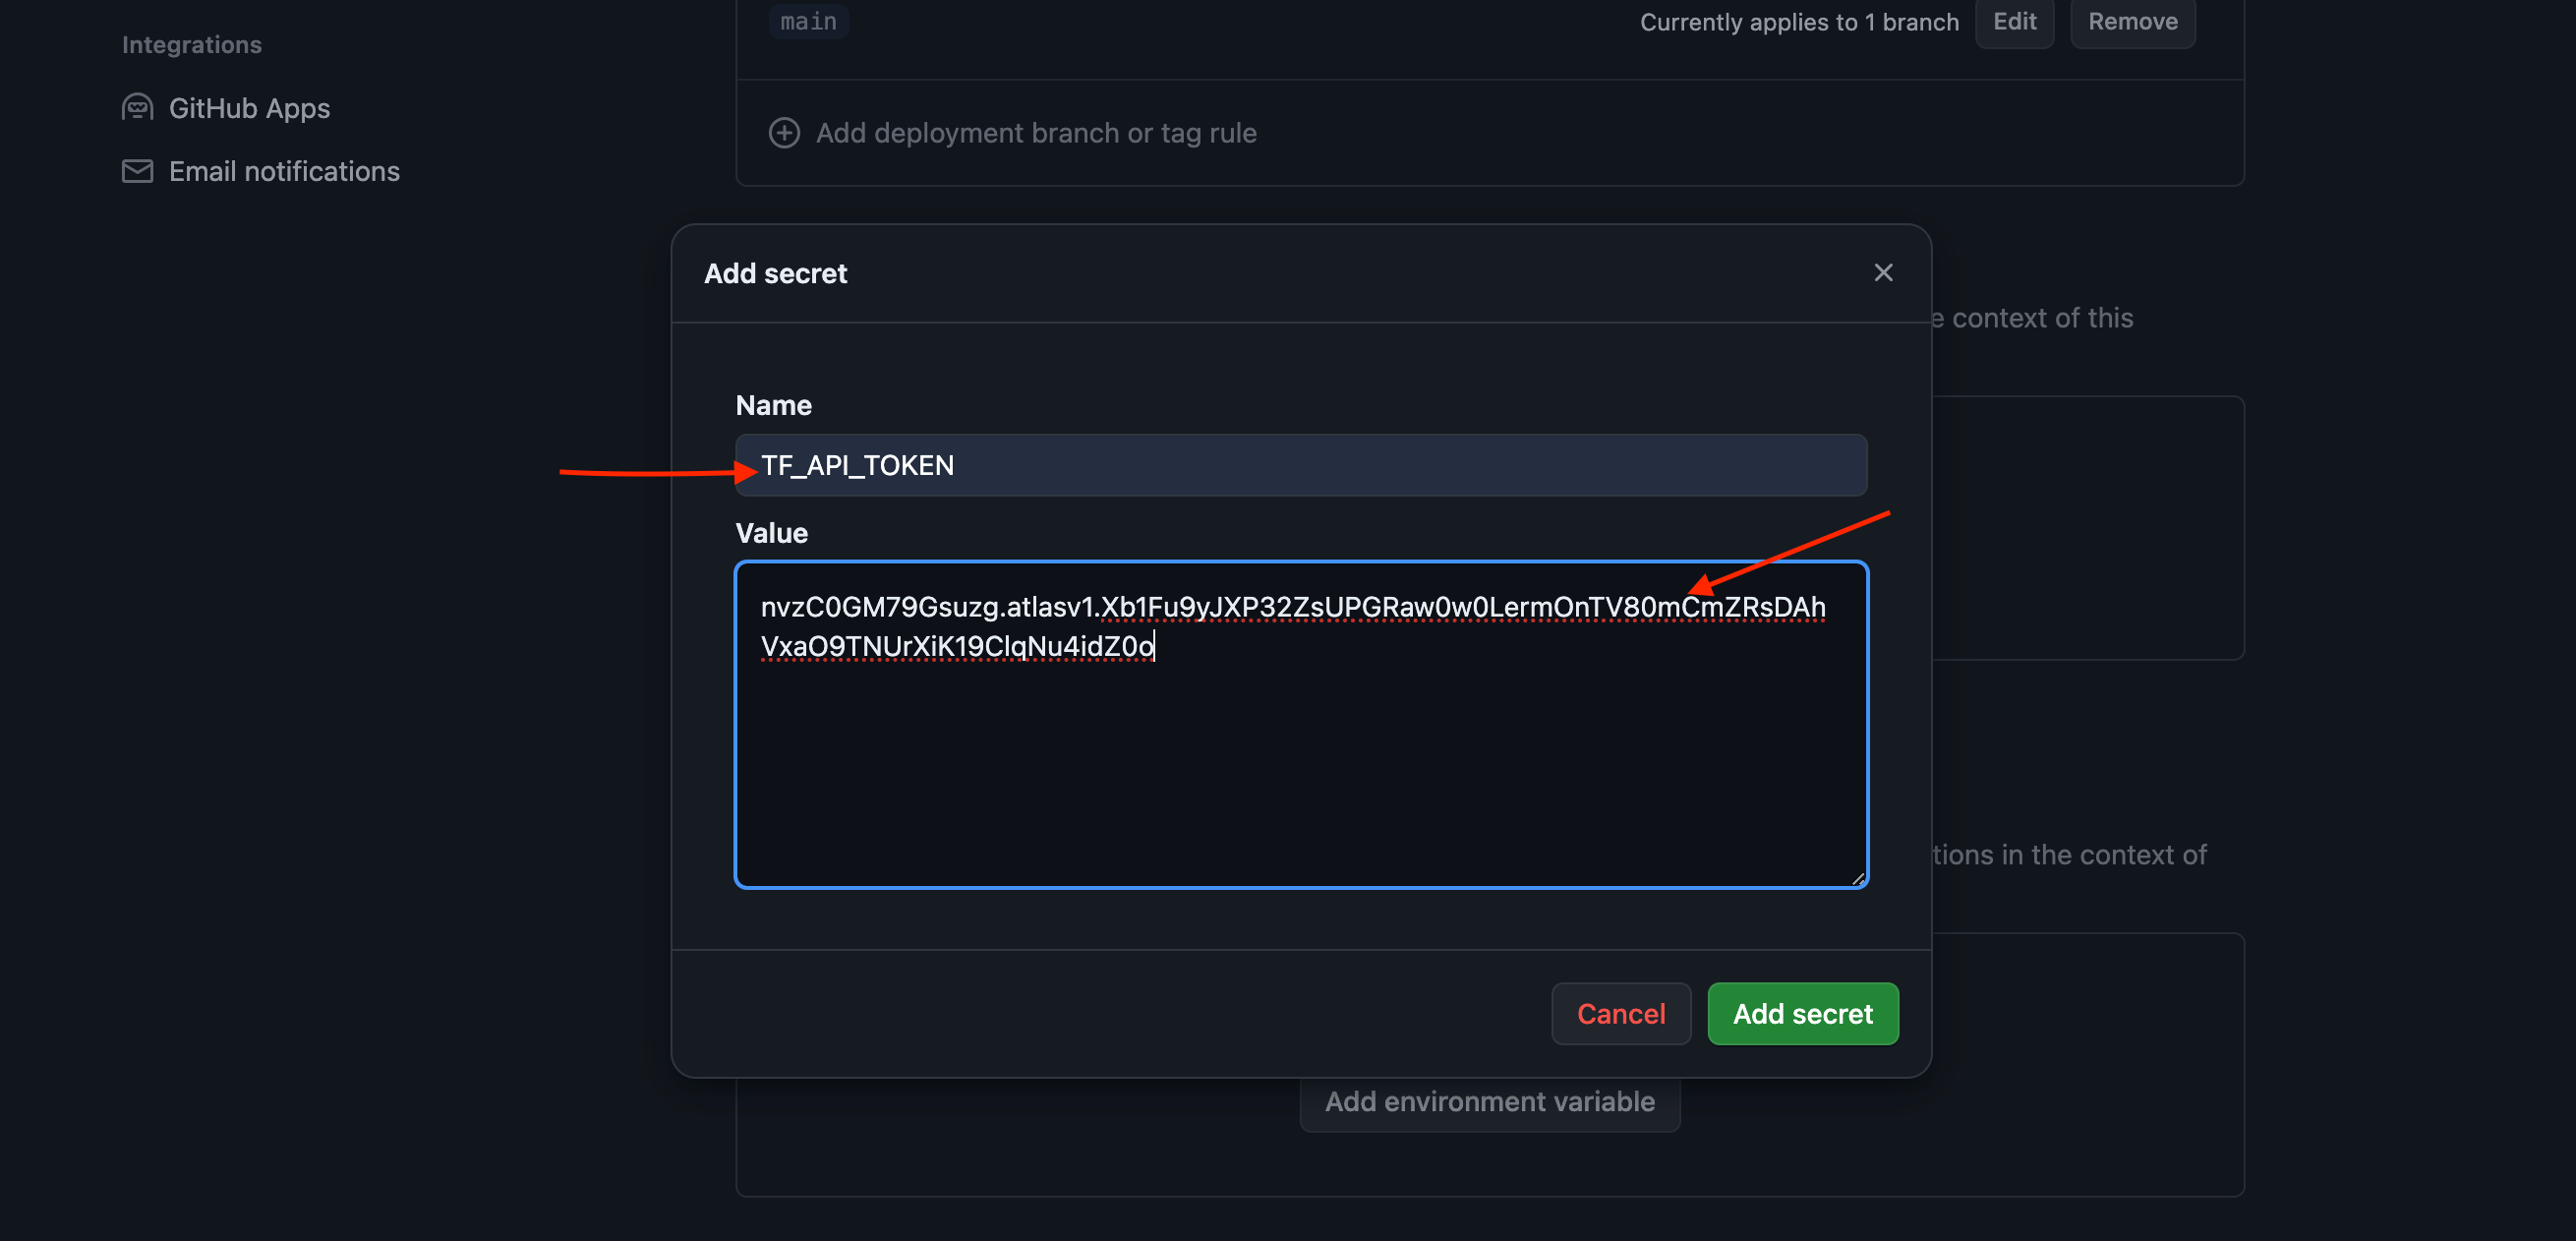 Integrations
GitHub Apps
Email notifications
main
Currently applies to 1 branch
Edit
Remove
Add deployment branch or tag rule
e context of this
Add secret
Name
TF_API_TOKEN
Value
nvzC0GM79Gsuzg.atlasv1.Xb1Fu9yJXP32ZsUPGRaw0w0LermOnTV80mCmZRsDAh
VxaO9TNUrXiK19ClqNu4idZ0o
tions in the context of
Cancel
Add secret
Add environment variable